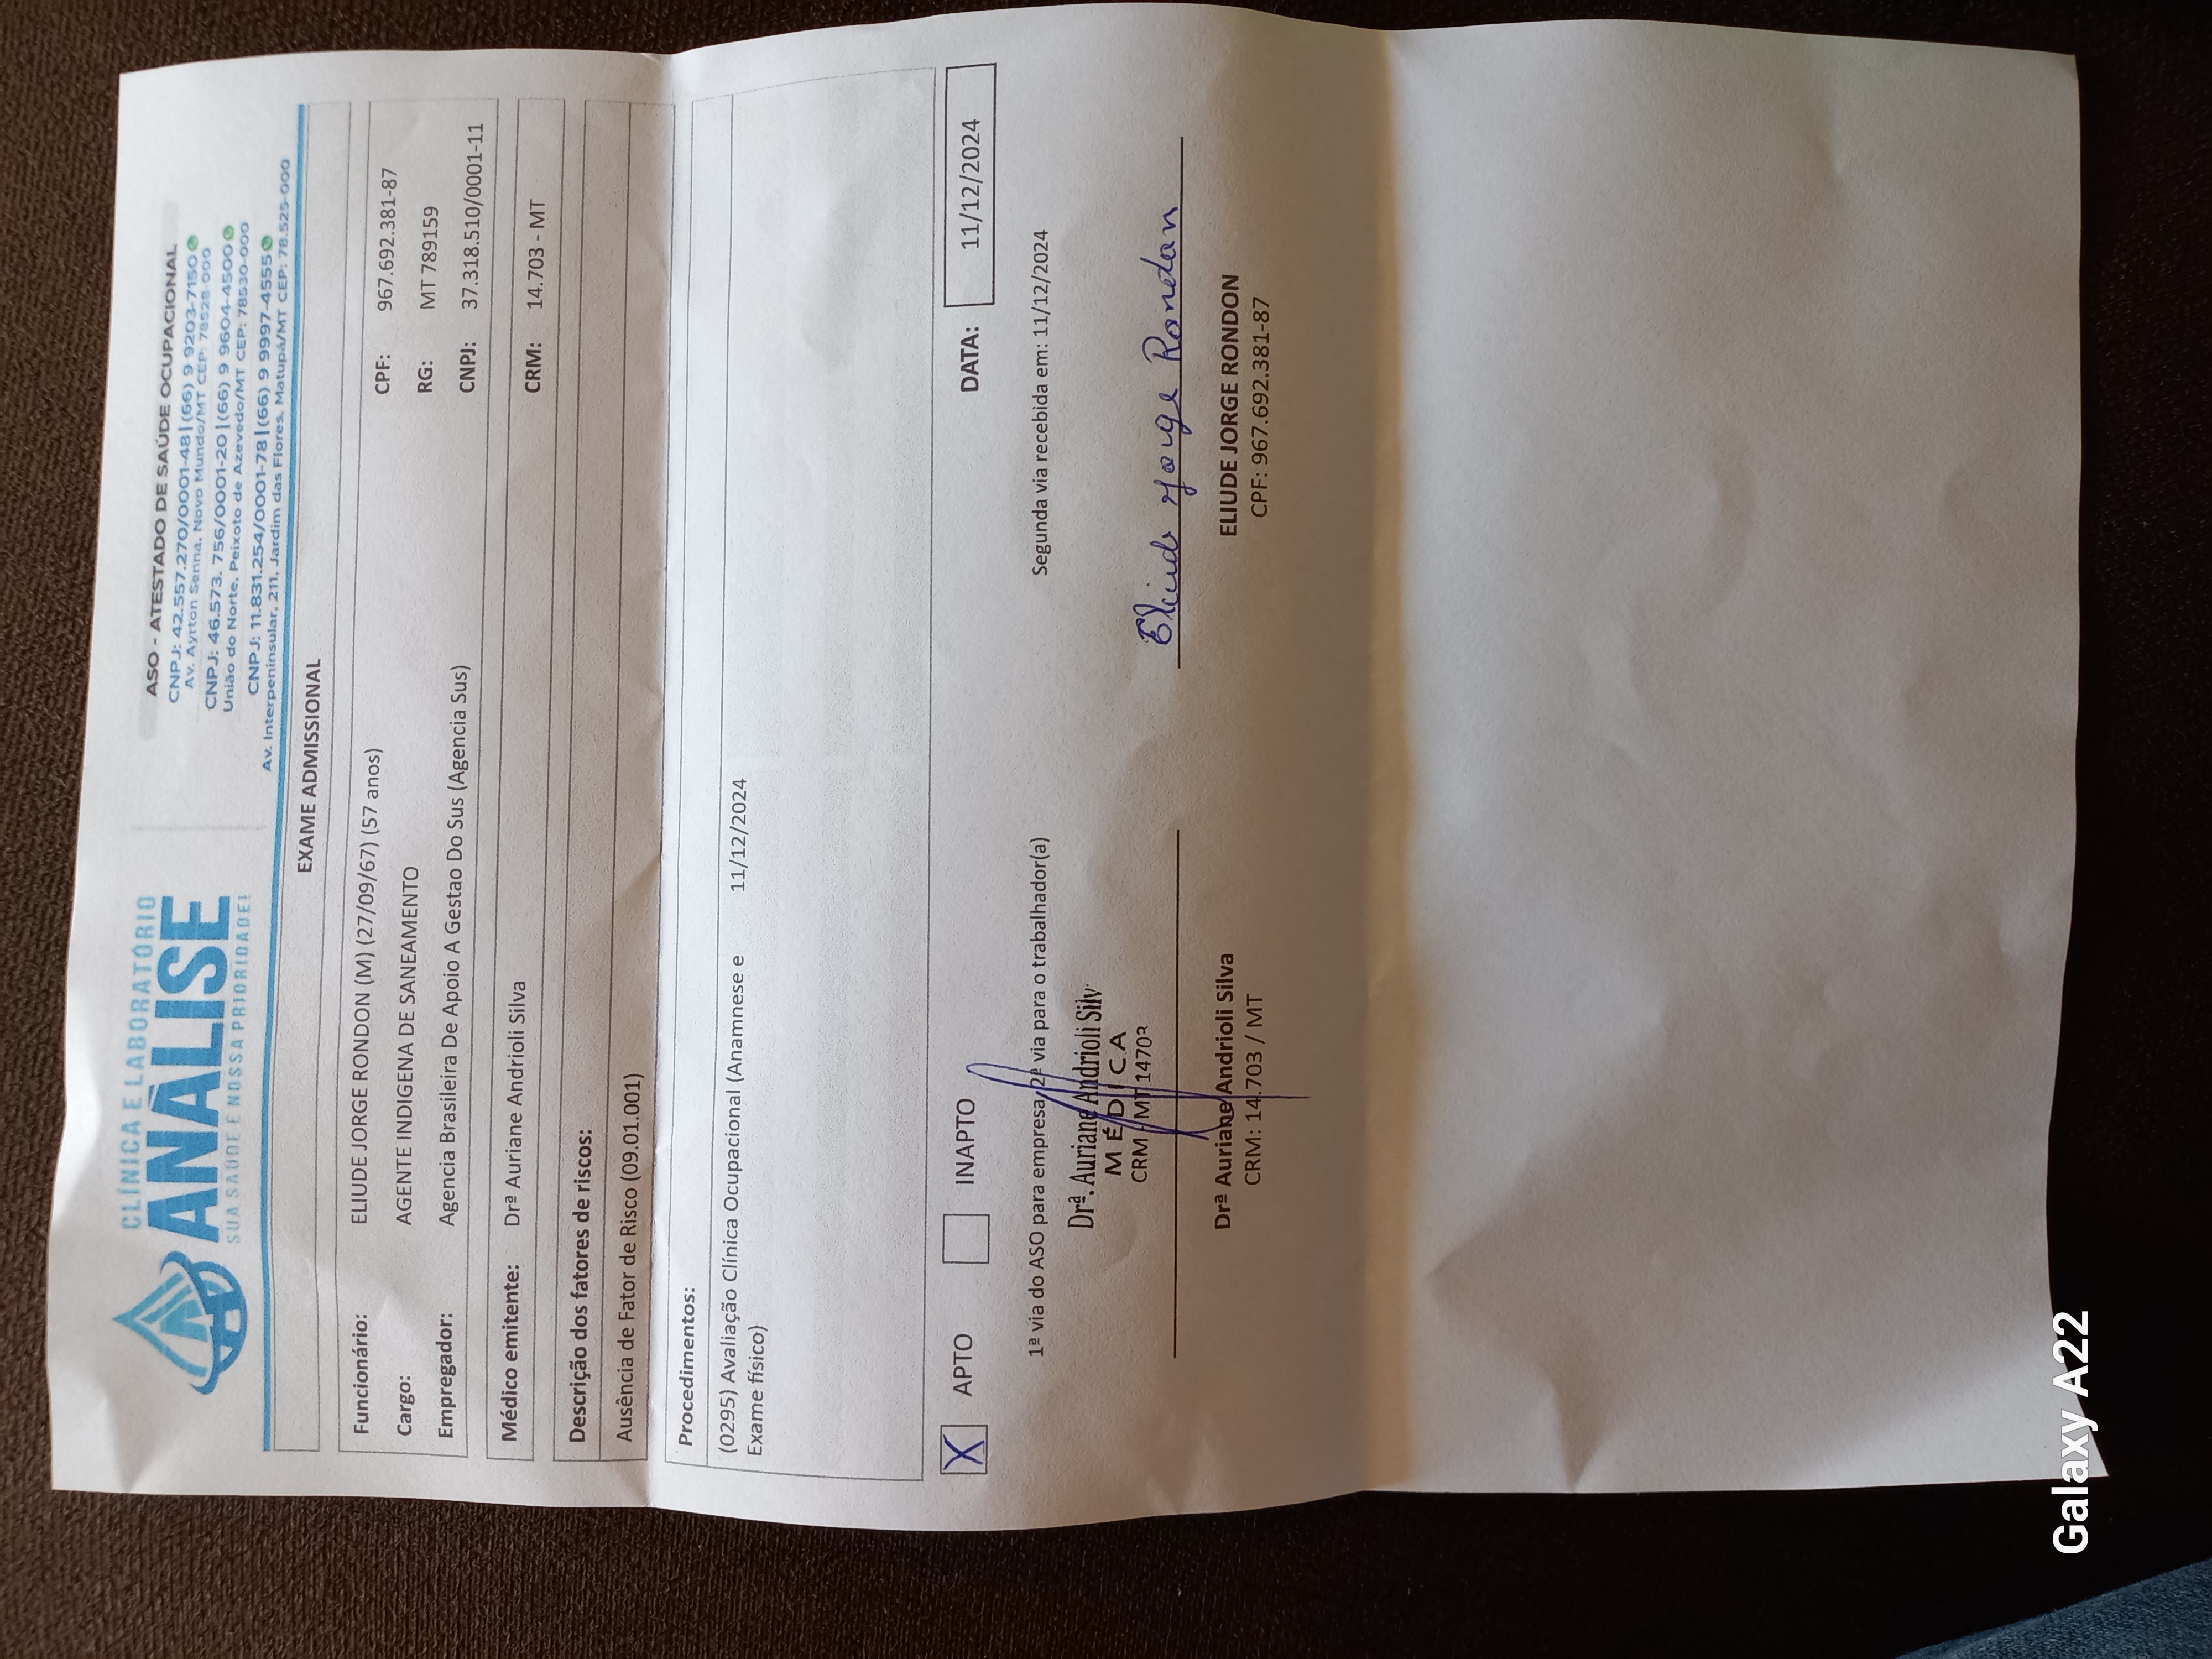 CLÍNICA E LABORATÓRIO
ANÁLISE
SUA SAÚDE É NOSSA PRIORIDADE!
ASO - ATESTADO DE SAÚDE OCUPACIONAL
CNPJ: 42.557.270/0001-48|(66) 9 9203-7150
Av. Ayrton Senna, Novo Mundo/MT CEP: 78528-000
CNPJ: 46.573. 756/0001-20|(66) 9 9604-4500
União do Norte, Peixoto de Azevedo/MT CEP: 78530-000
CNPJ: 11.831.254/0001-78|(66) 9 9997-4555
Av. Interpeninsular, 211, Jardim das Flores, Matupá/MT CEP: 78.525-000
EXAME ADMISSIONAL
Funcionário: ELIUDE JORGE RONDON (M) (27/09/67) (57 anos) CPF: 967.692.381-87
Cargo: AGENTE INDIGENA DE SANEAMENTO RG: MT 789159
Empregador: Agencia Brasileira De Apoio A Gestao Do Sus (Agencia Sus) CNPJ: 37.318.510/0001-11
Médico emitente: Drª Auriane Andrioli Silva CRM: 14.703 - MT
Descrição dos fatores de riscos:
Ausência de Fator de Risco (09.01.001)
Procedimentos:
(0295) Avaliação Clínica Ocupacional (Anamnese e 11/12/2024
Exame físico)
X APTO INAPTO DATA: 11/12/2024
1ª via do ASO para empresa, 2ª via para o trabalhador(a) Segunda via recebida em: 11/12/2024
Drª. Auriane Andrioli Silv
MÉDICA
CRM - MT 14703
Eliude Jorge Rondon
Drª Auriane Andrioli Silva ELIUDE JORGE RONDON
CRM: 14.703 / MT CPF: 967.692.381-87
Galaxy A22